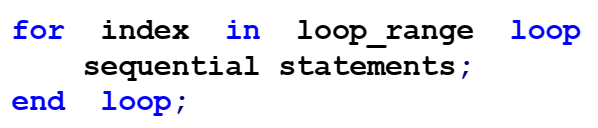 for index in loop_range loop
sequential statements;
end loop;